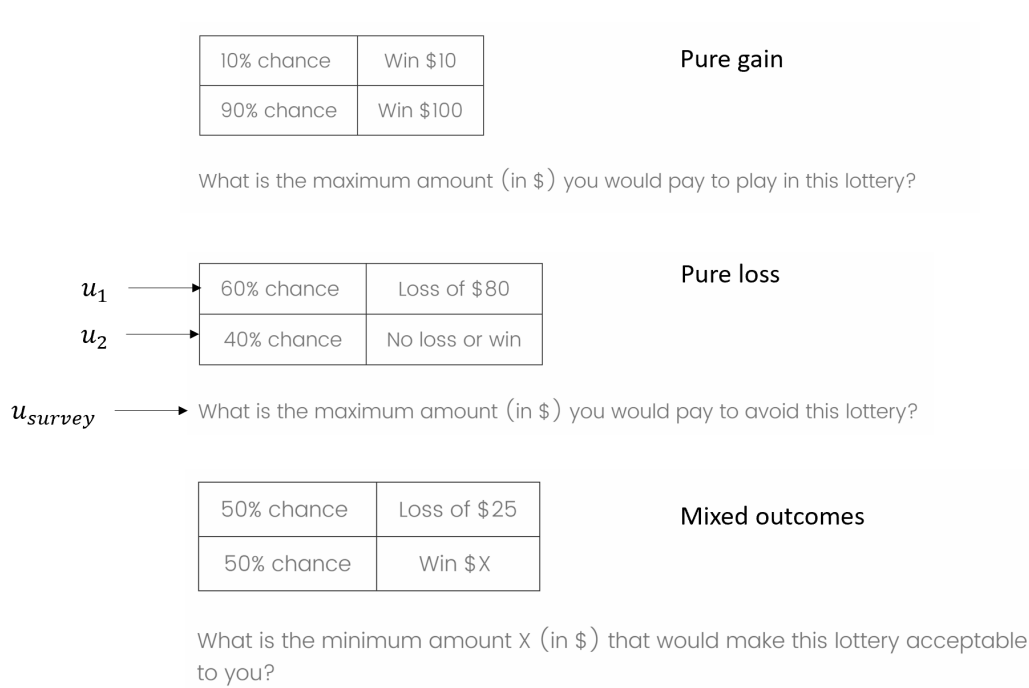 10% chance Win $10 Pure gain
90% chance Win $100
What is the maximum amount (in $) you would pay to play in this lottery?
Pure loss
u1 60% chance Loss of $80
u2 40% chance No loss or win
usurvey What is the maximum amount (in $) you would pay to avoid this lottery?
50% chance Loss of $25 Mixed outcomes
50% chance Win $X
What is the minimum amount X (in $) that would make this lottery acceptable
to you?